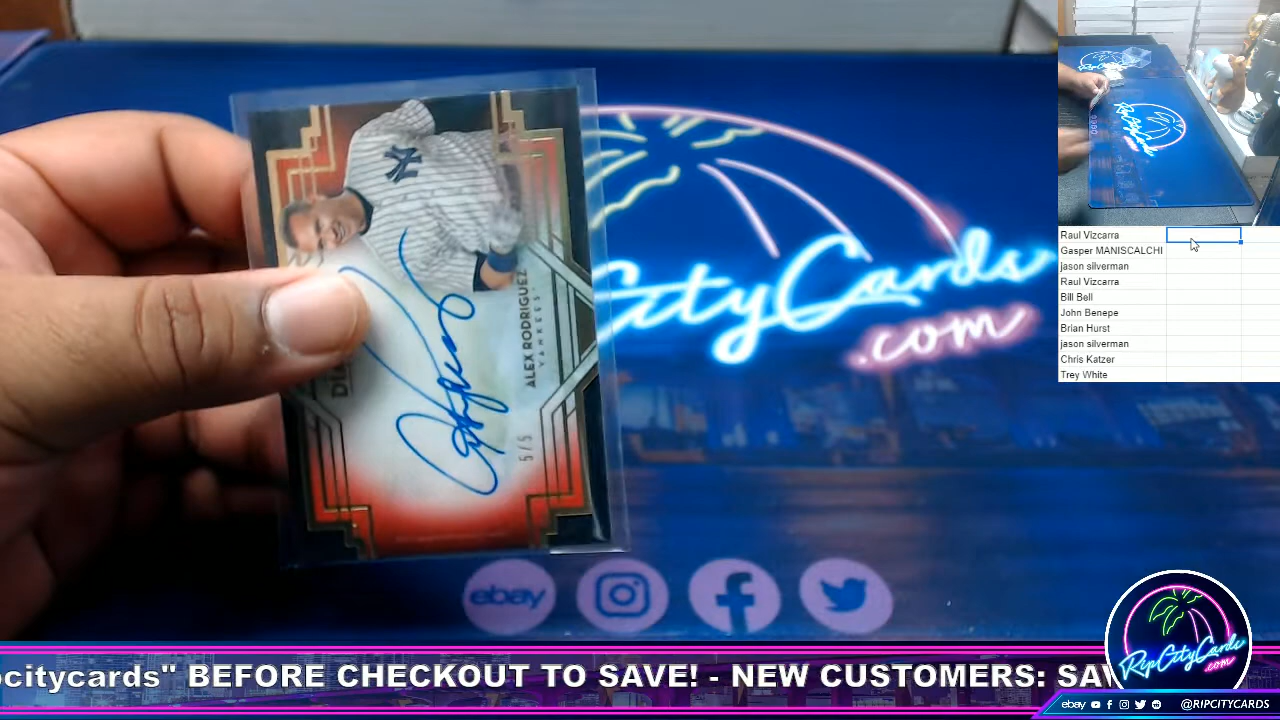 ALEX RODRIGUEZ
YANKEES
5/5
CityCards
.com
RipCityCards
Raul Vizcarra
Gasper MANISCALCHI
jason silverman
Raul Vizcarra
Bill Bell
John Benepe
Brian Hurst
jason silverman
Chris Katzer
Trey White
ebay
citycards" BEFORE CHECKOUT TO SAVE! - NEW CUSTOMERS:
RipCityCards
.com
ebay @RIPCITYCARDS